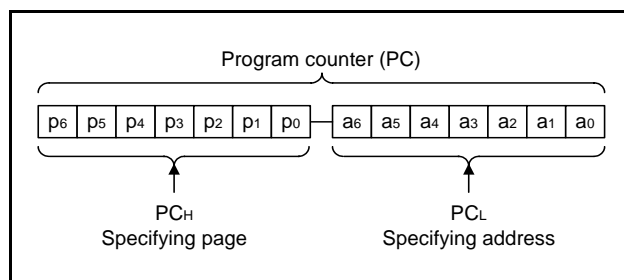 Program counter (PC)
p6 p5 p4 p3 p2 p1 p0 a6 a5 a4 a3 a2 a1 a0
PCH PCL
Specifying page Specifying address